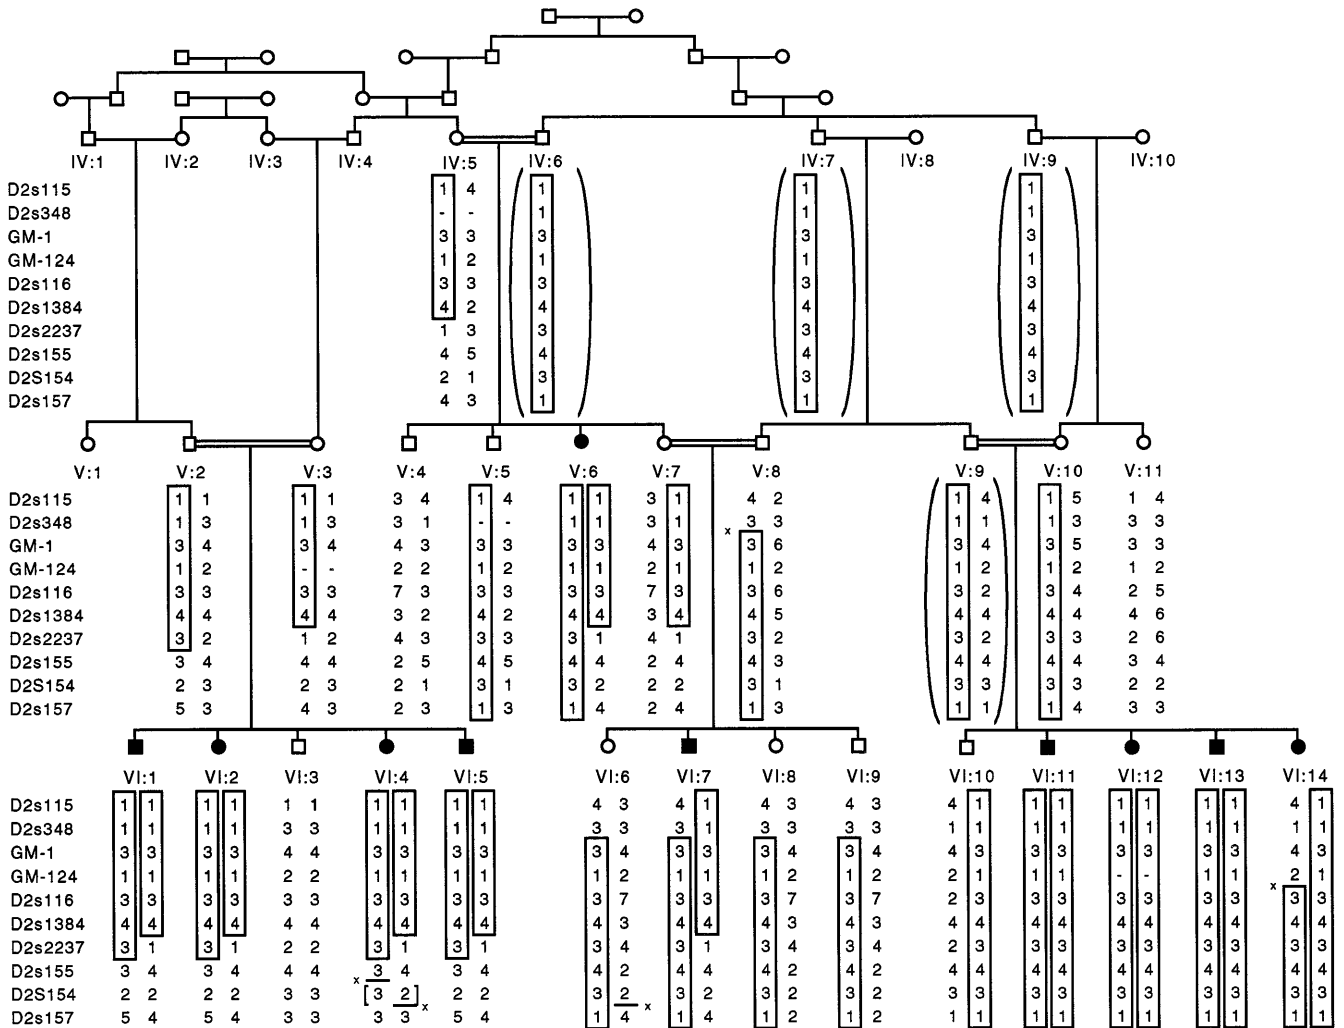 IV:1 IV:2 IV:3 IV:4 IV:5 IV:6 IV:7 IV:8 IV:9 IV:10
D2s115 1 4 1 1 1
D2s348 - - 1 1 1
GM-1 3 3 3 3 3
GM-124 1 2 1 1 1
D2s116 3 3 3 3 3
D2s1384 4 2 4 4 4
D2s2237 1 3 3 3 3
D2s155 4 5 4 4 4
D2S154 2 1 3 3 3
D2s157 4 3 1 1 1
V:1 V:2 V:3 V:4 V:5 V:6 V:7 V:8 V:9 V:10 V:11
D2s115 1 1 1 1 3 4 1 4 1 1 3 1 4 2 1 4 1 5 1 4
D2s348 1 3 1 3 3 1 - - 1 1 3 1 3 3 1 1 1 3 3 3
x
GM-1 3 4 3 4 4 3 3 3 3 3 4 3 3 6 3 4 3 5 3 3
GM-124 1 2 - - 2 2 1 2 1 1 2 1 1 2 1 2 1 2 1 2
D2s116 3 3 3 3 7 3 3 3 3 3 7 3 3 6 3 2 3 4 2 5
D2s1384 4 4 4 4 3 2 4 2 4 4 3 4 4 5 4 4 4 4 4 6
D2s2237 3 2 1 2 4 3 3 3 3 1 4 1 3 2 3 2 3 3 2 6
D2s155 3 4 4 4 2 5 4 5 4 4 2 4 4 3 4 4 4 4 3 4
D2S154 2 3 2 3 2 1 3 1 3 2 2 2 3 1 3 3 3 3 2 2
D2s157 5 3 4 3 2 3 1 3 1 4 2 4 1 3 1 1 1 4 3 3
VI:1 VI:2 VI:3 VI:4 VI:5 VI:6 VI:7 VI:8 VI:9 VI:10 VI:11 VI:12 VI:13 VI:14
D2s115 1 1 1 1 1 1 1 1 1 1 4 3 4 1 4 3 4 3 4 1 1 1 1 1 1 1 4 1
D2s348 1 1 1 1 3 3 1 1 1 1 3 3 3 1 3 3 3 3 1 1 1 1 1 1 1 1 1 1
GM-1 3 3 3 3 4 4 3 3 3 3 3 4 3 3 3 4 3 4 4 3 3 3 3 3 3 3 4 3
GM-124 1 1 1 1 2 2 1 1 1 1 1 2 1 1 1 2 1 2 2 1 1 1 - - 1 1 2 1
x
D2s116 3 3 3 3 3 3 3 3 3 3 3 7 3 3 3 7 3 7 2 3 3 3 3 3 3 3 3 3
D2s1384 4 4 4 4 4 4 4 4 4 4 4 3 4 4 4 3 4 3 4 4 4 4 4 4 4 4 4 4
D2s2237 3 1 3 1 2 2 3 1 3 1 3 4 3 1 3 4 3 4 2 3 3 3 3 3 3 3 3 3
D2s155 3 4 3 4 4 4 x 3 4 3 4 4 2 4 4 4 2 4 2 4 4 4 4 4 4 4 4 4 4
D2S154 2 2 2 2 3 3 [3 2] x 2 2 3 2 x 3 2 3 2 3 2 3 3 3 3 3 3 3 3 3 3
D2s157 5 4 5 4 3 3 3 3 5 4 1 4 1 4 1 2 1 2 1 1 1 1 1 1 1 1 1 1